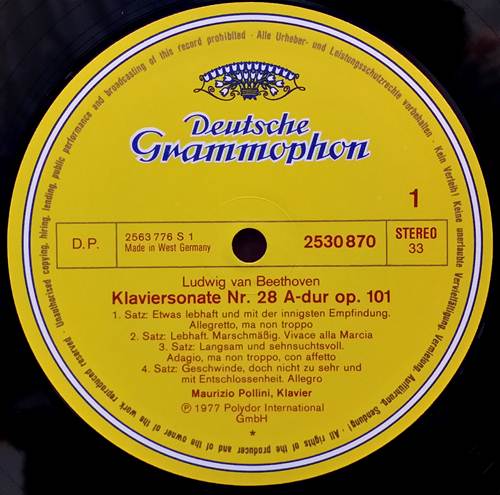 Unauthorised copying, hiring, lending, public performance and broadcasting of this record prohibited · Alle Urheber- und Leistungsschutzrechte vorbehalten · Kein Verleih! Keine unerlaubte Vervielfältigung, Vermietung, Aufführung, Sendung! · All rights of the producer and of the owner of the work reproduced reserved ·
Deutsche
Grammophon
1
D.P.
2563 776 S 1
Made in West Germany
2530 870
STEREO
33
Ludwig van Beethoven
Klaviersonate Nr. 28 A-dur op. 101
1. Satz: Etwas lebhaft und mit der innigsten Empfindung.
Allegretto, ma non troppo
2. Satz: Lebhaft. Marschmäßig. Vivace alla Marcia
3. Satz: Langsam und sehnsuchtsvoll.
Adagio, ma non troppo, con affetto
4. Satz: Geschwinde, doch nicht zu sehr und
mit Entschlossenheit. Allegro
Maurizio Pollini, Klavier
Ⓟ 1977 Polydor International
GmbH
*